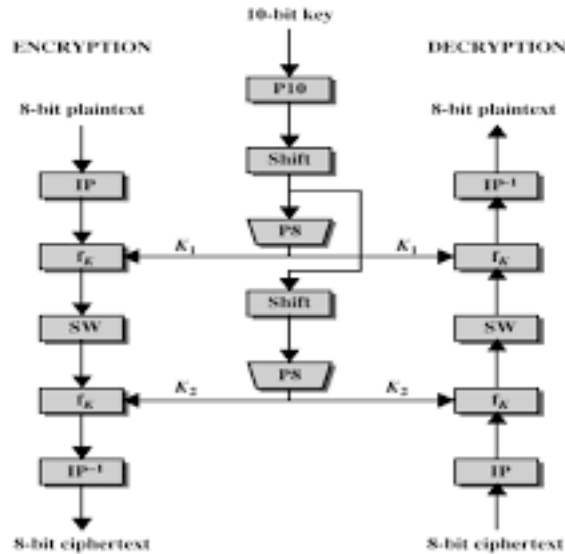 10-bit key
ENCRYPTION
DECRYPTION
P10
8-bit plaintext
8-bit plaintext
Shift
IP
IP⁻¹
P8
K₁
K₁
f_K
f_K
Shift
SW
SW
P8
K₂
K₂
f_K
f_K
IP⁻¹
IP
8-bit ciphertext
8-bit ciphertext